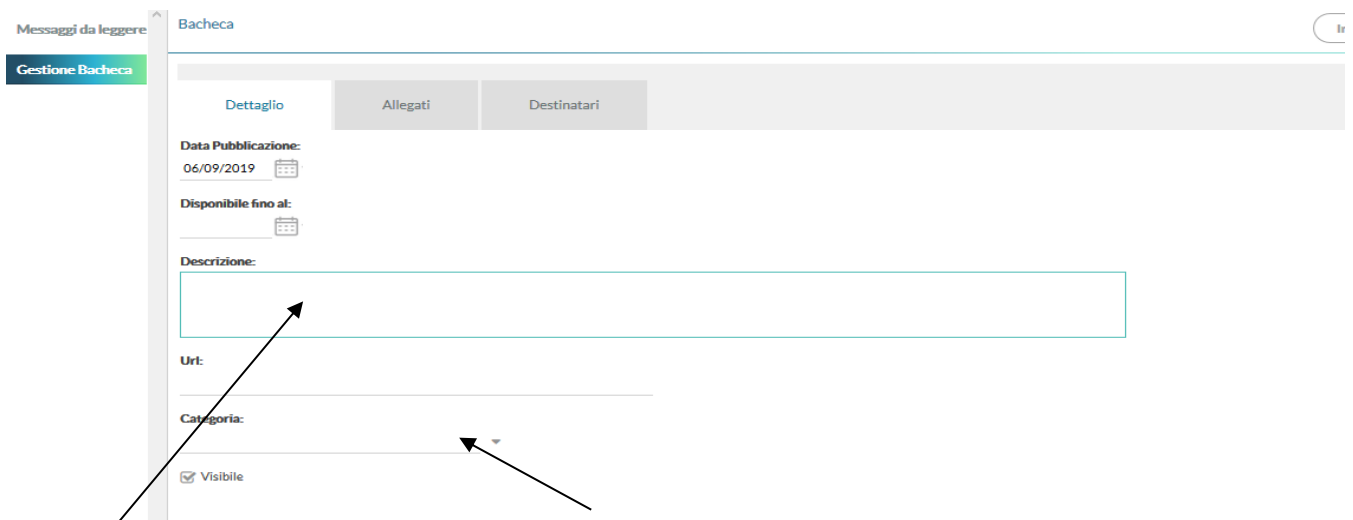 Messaggi da leggere
Gestione Bacheca
Bacheca
Dettaglio
Allegati
Destinatari
Data Pubblicazione:
06/09/2019
Disponibile fino al:
Descrizione:
Url:
Categoria:
Visibile